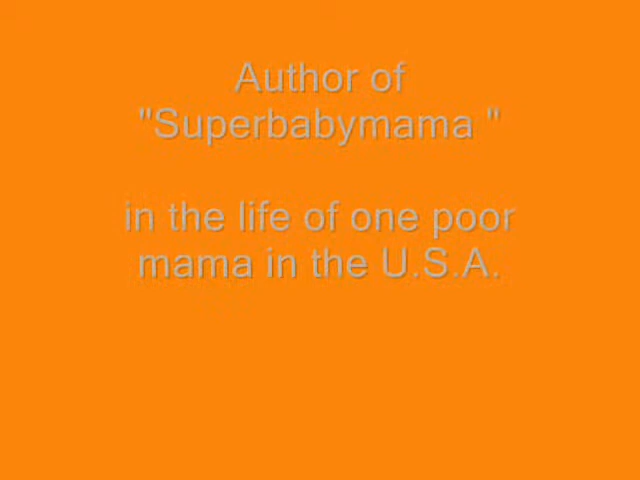 Author of
"Superbabymama "
in the life of one poor
mama in the U.S.A.